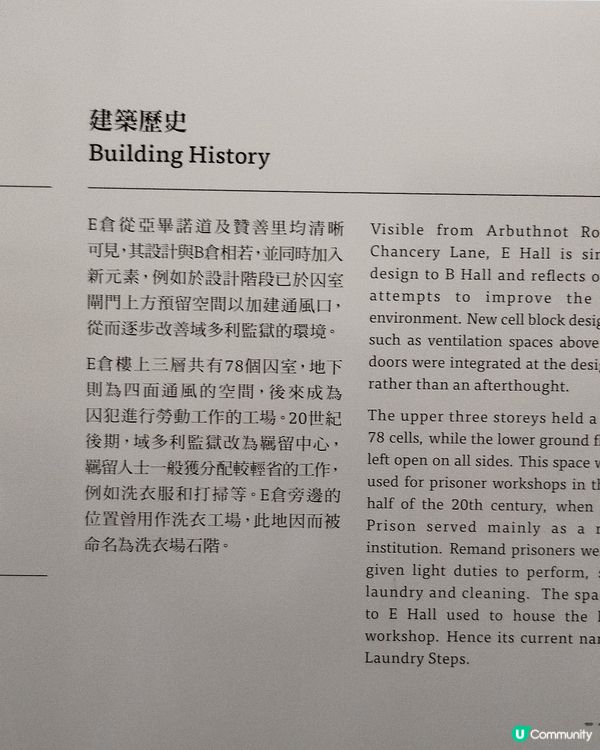 建築歷史
Building History
E倉從亞畢諾道及贊善里均清晰
可見，其設計與B倉相若，並同時加入
新元素，例如於設計階段已於囚室
閘門上方預留空間以加建通風口，
從而逐步改善域多利監獄的環境。
E倉樓上三層共有78個囚室，地下
則為四面通風的空間，後來成為
囚犯進行勞動工作的工場。20世紀
後期，域多利監獄改為羈留中心，
羈留人士一般獲分配較輕省的工作，
例如洗衣服和打掃等。E倉旁邊的
位置曾用作洗衣工場，此地因而被
命名為洗衣場石階。
Visible from Arbuthnot Ro
Chancery Lane, E Hall is sim
design to B Hall and reflects o
attempts to improve the
environment. New cell block desig
such as ventilation spaces above
doors were integrated at the desig
rather than an afterthought.
The upper three storeys held a
78 cells, while the lower ground f
left open on all sides. This space w
used for prisoner workshops in th
half of the 20th century, when
Prison served mainly as a r
institution. Remand prisoners we
given light duties to perform, s
laundry and cleaning. The spa
to E Hall used to house the l
workshop. Hence its current nam
Laundry Steps.
U Community